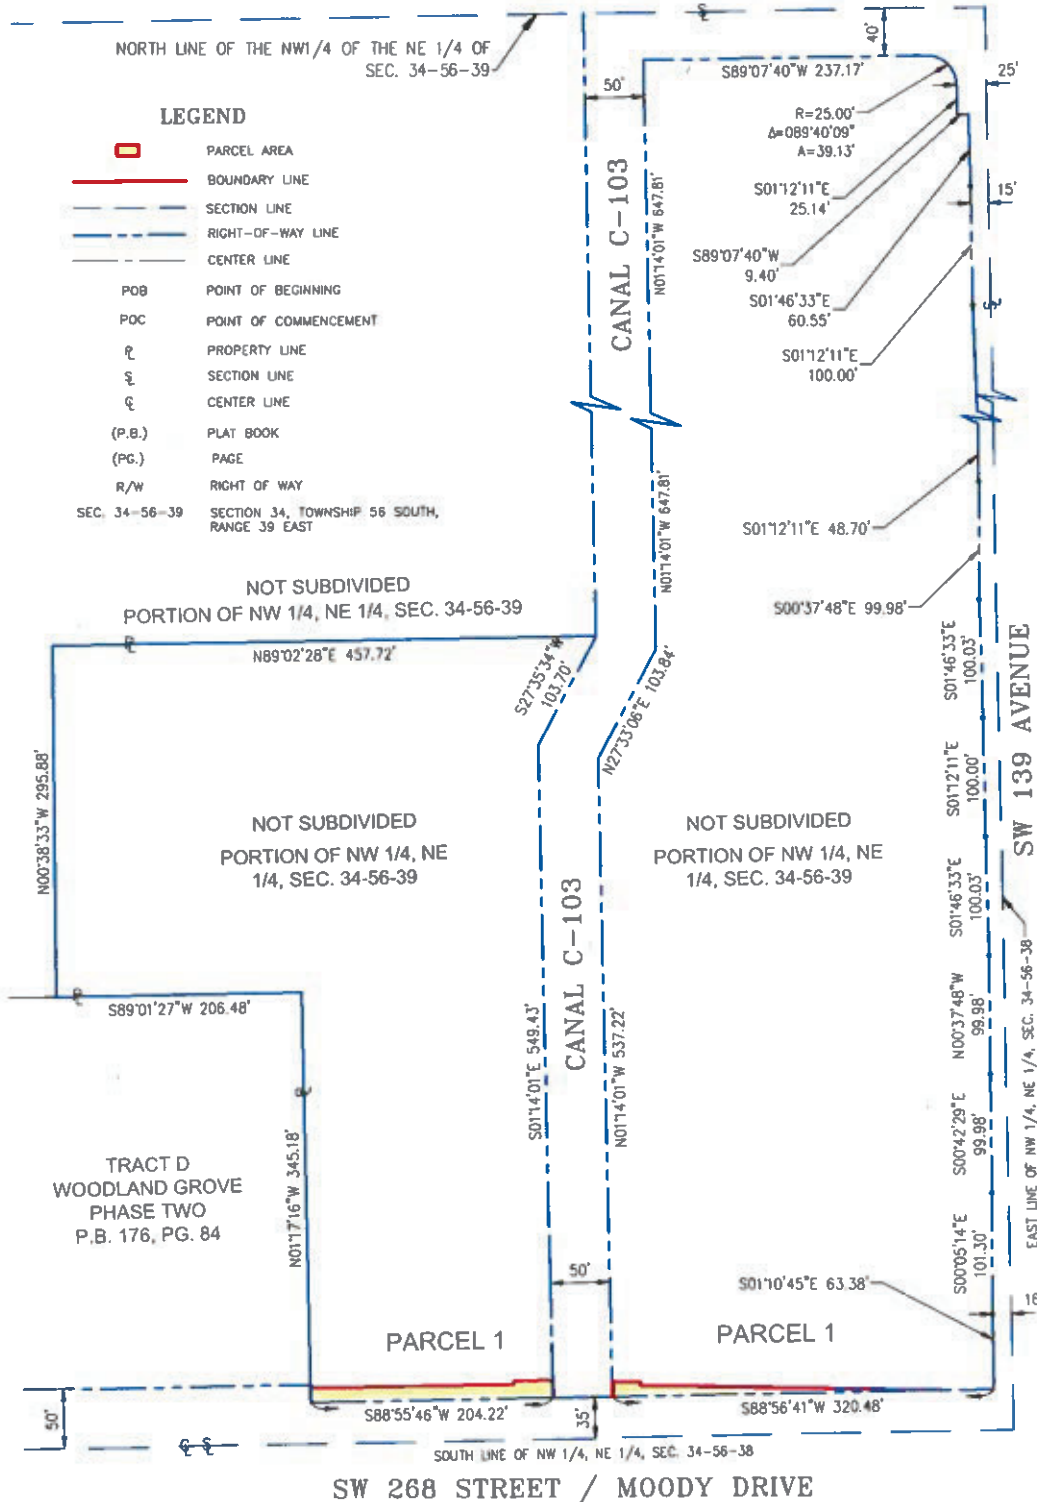 NORTH LINE OF THE NW1/4 OF THE NE 1/4 OF
SEC. 34-56-39
LEGEND
PARCEL AREA
BOUNDARY LINE
SECTION LINE
RIGHT-OF-WAY LINE
CENTER LINE
POB POINT OF BEGINNING
POC POINT OF COMMENCEMENT
PROPERTY LINE
SECTION LINE
CENTER LINE
(P.B.) PLAT BOOK
(PG.) PAGE
R/W RIGHT OF WAY
SEC. 34-56-39 SECTION 34, TOWNSHIP 56 SOUTH,
RANGE 39 EAST
50'
40'
S89°07'40"W 237.17'
25'
R=25.00'
Δ=089°40'09"
A=39.13'
S01°12'11"E
25.14'
15'
S89°07'40"W
9.40'
S01°46'33"E
60.55'
S01°12'11"E
100.00'
CANAL C-103
N01°14'01"W 647.81'
N01°14'01"W 647.81'
S01°12'11"E 48.70'
S00°37'48"E 99.98'
NOT SUBDIVIDED
PORTION OF NW 1/4, NE 1/4, SEC. 34-56-39
N89°02'28"E 457.72'
S27°35'34"W
103.70'
N27°33'06"E 103.84'
S01°46'33"E
100.03'
SW 139 AVENUE
N00°38'33"W 295.88'
NOT SUBDIVIDED
PORTION OF NW 1/4, NE
1/4, SEC. 34-56-39
NOT SUBDIVIDED
PORTION OF NW 1/4, NE
1/4, SEC. 34-56-39
S01°12'11"E
100.00'
S01°46'33"E
100.03'
CANAL C-103
S01°14'01"E 549.43'
N01°14'01"W 537.22'
N00°37'48"W
99.98'
EAST LINE OF NW 1/4, NE 1/4, SEC. 34-56-38
S89°01'27"W 206.48'
S00°42'29"E
99.98'
TRACT D
WOODLAND GROVE
PHASE TWO
P.B. 176, PG. 84
N01°17'16"W 345.18'
S00°05'14"E
101.30'
50'
S01°10'45"E 63.38'
PARCEL 1
PARCEL 1
50'
S88°55'46"W 204.22'
35'
S88°56'41"W 320.48'
SOUTH LINE OF NW 1/4, NE 1/4, SEC. 34-56-38
SW 268 STREET / MOODY DRIVE